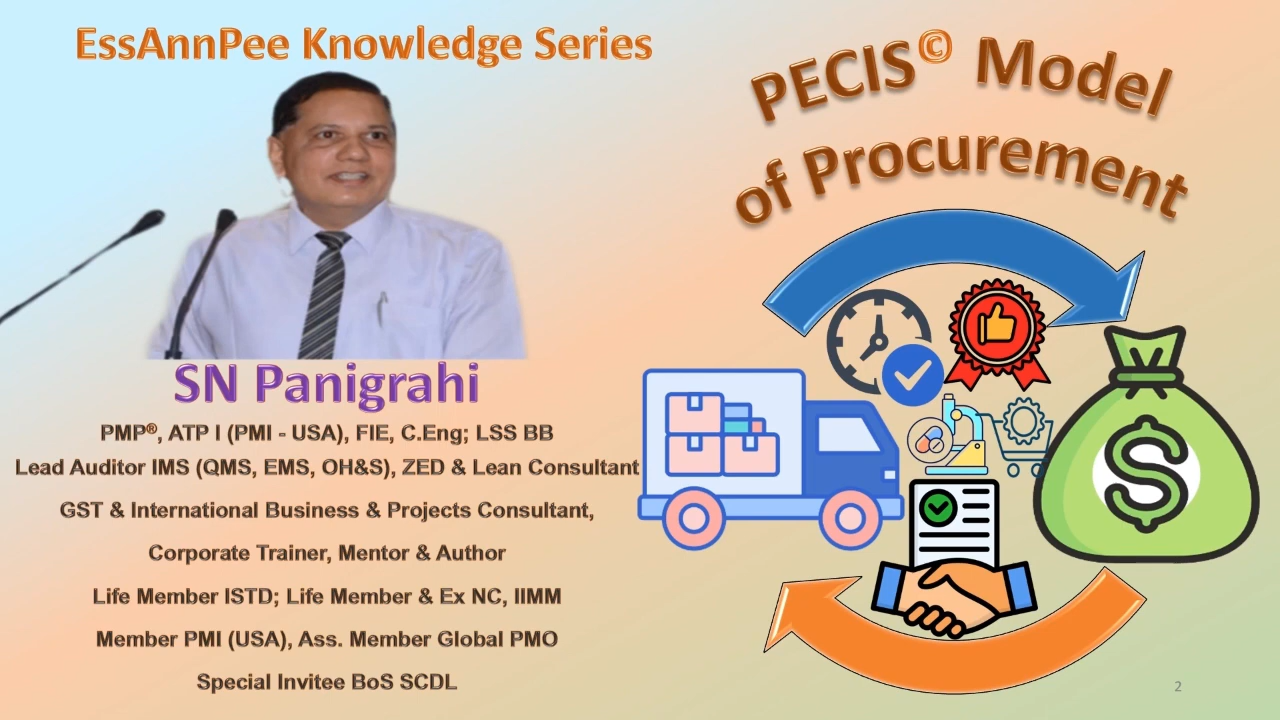 EssAnnPee Knowledge Series
PECIS© Model
of Procurement
SN Panigrahi
PMP®, ATP I (PMI - USA), FIE, C.Eng; LSS BB
Lead Auditor IMS (QMS, EMS, OH&S), ZED & Lean Consultant
GST & International Business & Projects Consultant,
Corporate Trainer, Mentor & Author
Life Member ISTD; Life Member & Ex NC, IIMM
Member PMI (USA), Ass. Member Global PMO
Special Invitee BoS SCDL
$
2